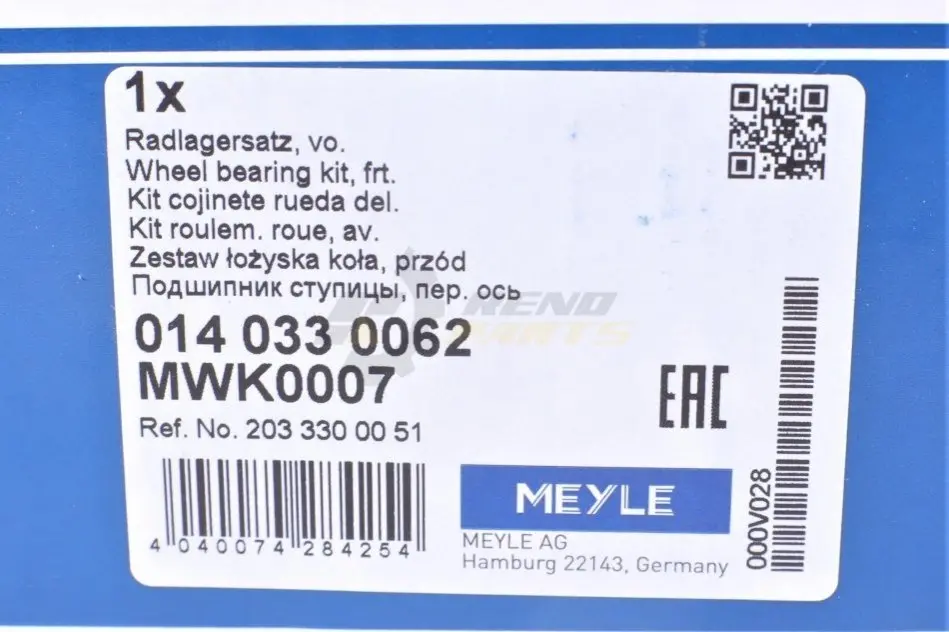 1x
Radlagersatz, vo.
Wheel bearing kit, frt.
Kit cojinete rueda del.
Kit roulem. roue, av.
Zestaw łożyska koła, przód
Подшипник ступицы, пер. ось
RENO
PARTS
014 033 0062
MWK0007
Ref. No. 203 330 00 51
EAC
4 040074 284254
MEYLE
MEYLE AG
Hamburg 22143, Germany
000V028